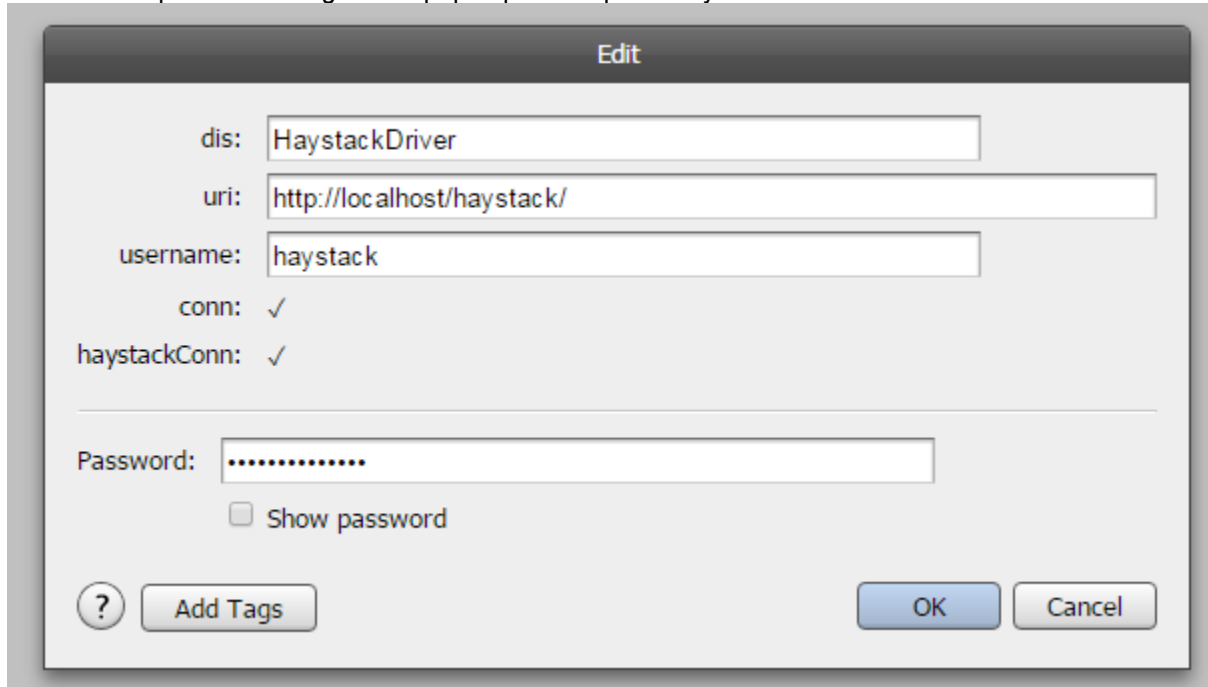 Edit
dis: HaystackDriver
uri: http://localhost/haystack/
username: haystack
conn: ✓
haystackConn: ✓
Password: ••••••••••••••
Show password
? Add Tags OK Cancel